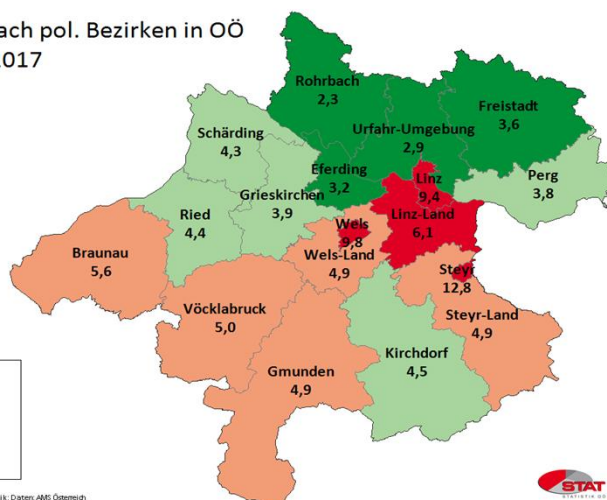 ach pol. Bezirken in OÖ
2017
Rohrbach
2,3
Freistadt
3,6
Urfahr-Umgebung
2,9
Schärding
4,3
Eferding
3,2
Linz
9,4
Perg
3,8
Grieskirchen
3,9
Ried
4,4
Linz-Land
6,1
Wels
9,8
Wels-Land
4,9
Braunau
5,6
Steyr
12,8
Vöcklabruck
5,0
Steyr-Land
4,9
Kirchdorf
4,5
Gmunden
4,9
ik; Daten: AMS Österreich
STAT